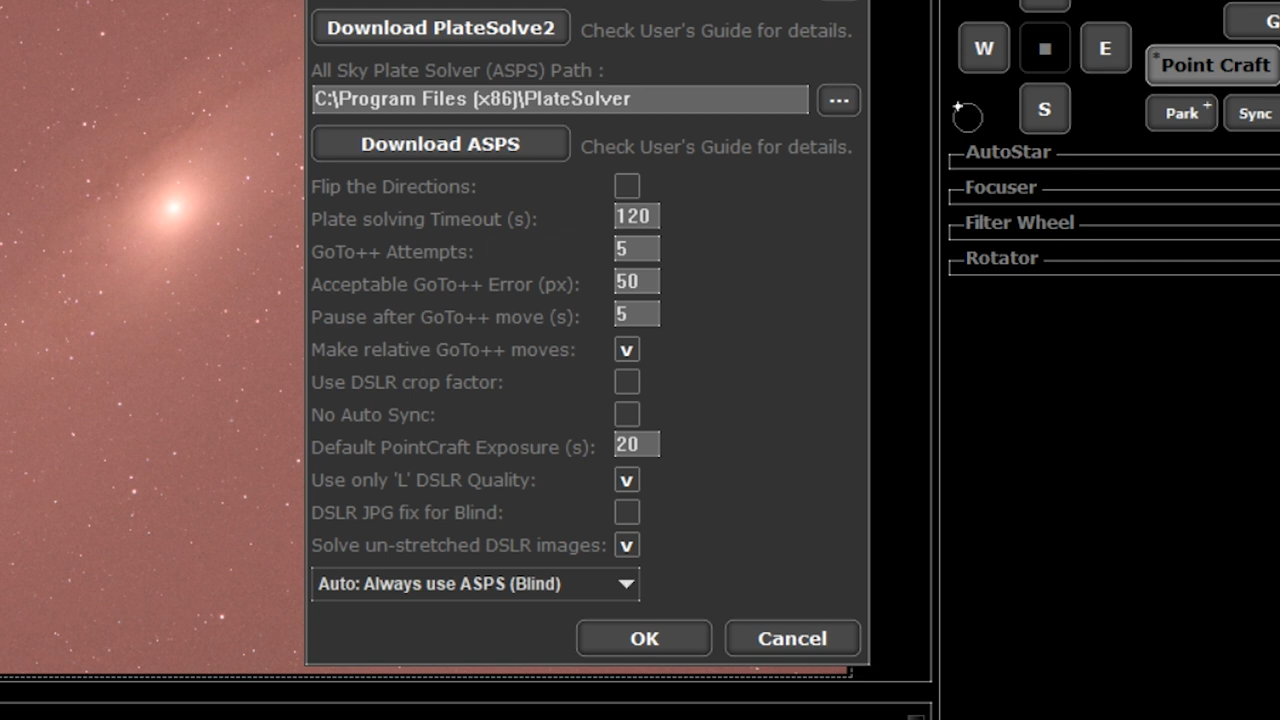 Download PlateSolve2 Check User's Guide for details.
All Sky Plate Solver (ASPS) Path :
C:\Program Files (x86)\PlateSolver ...
Download ASPS Check User's Guide for details.
Flip the Directions:
Plate solving Timeout (s): 120
GoTo++ Attempts: 5
Acceptable GoTo++ Error (px): 50
Pause after GoTo++ move (s): 5
Make relative GoTo++ moves: v
Use DSLR crop factor:
No Auto Sync:
Default PointCraft Exposure (s): 20
Use only 'L' DSLR Quality: v
DSLR JPG fix for Blind:
Solve un-stretched DSLR images: v
Auto: Always use ASPS (Blind)
OK Cancel
G
W E
*Point Craft
S Park+ Sync
AutoStar
Focuser
Filter Wheel
Rotator